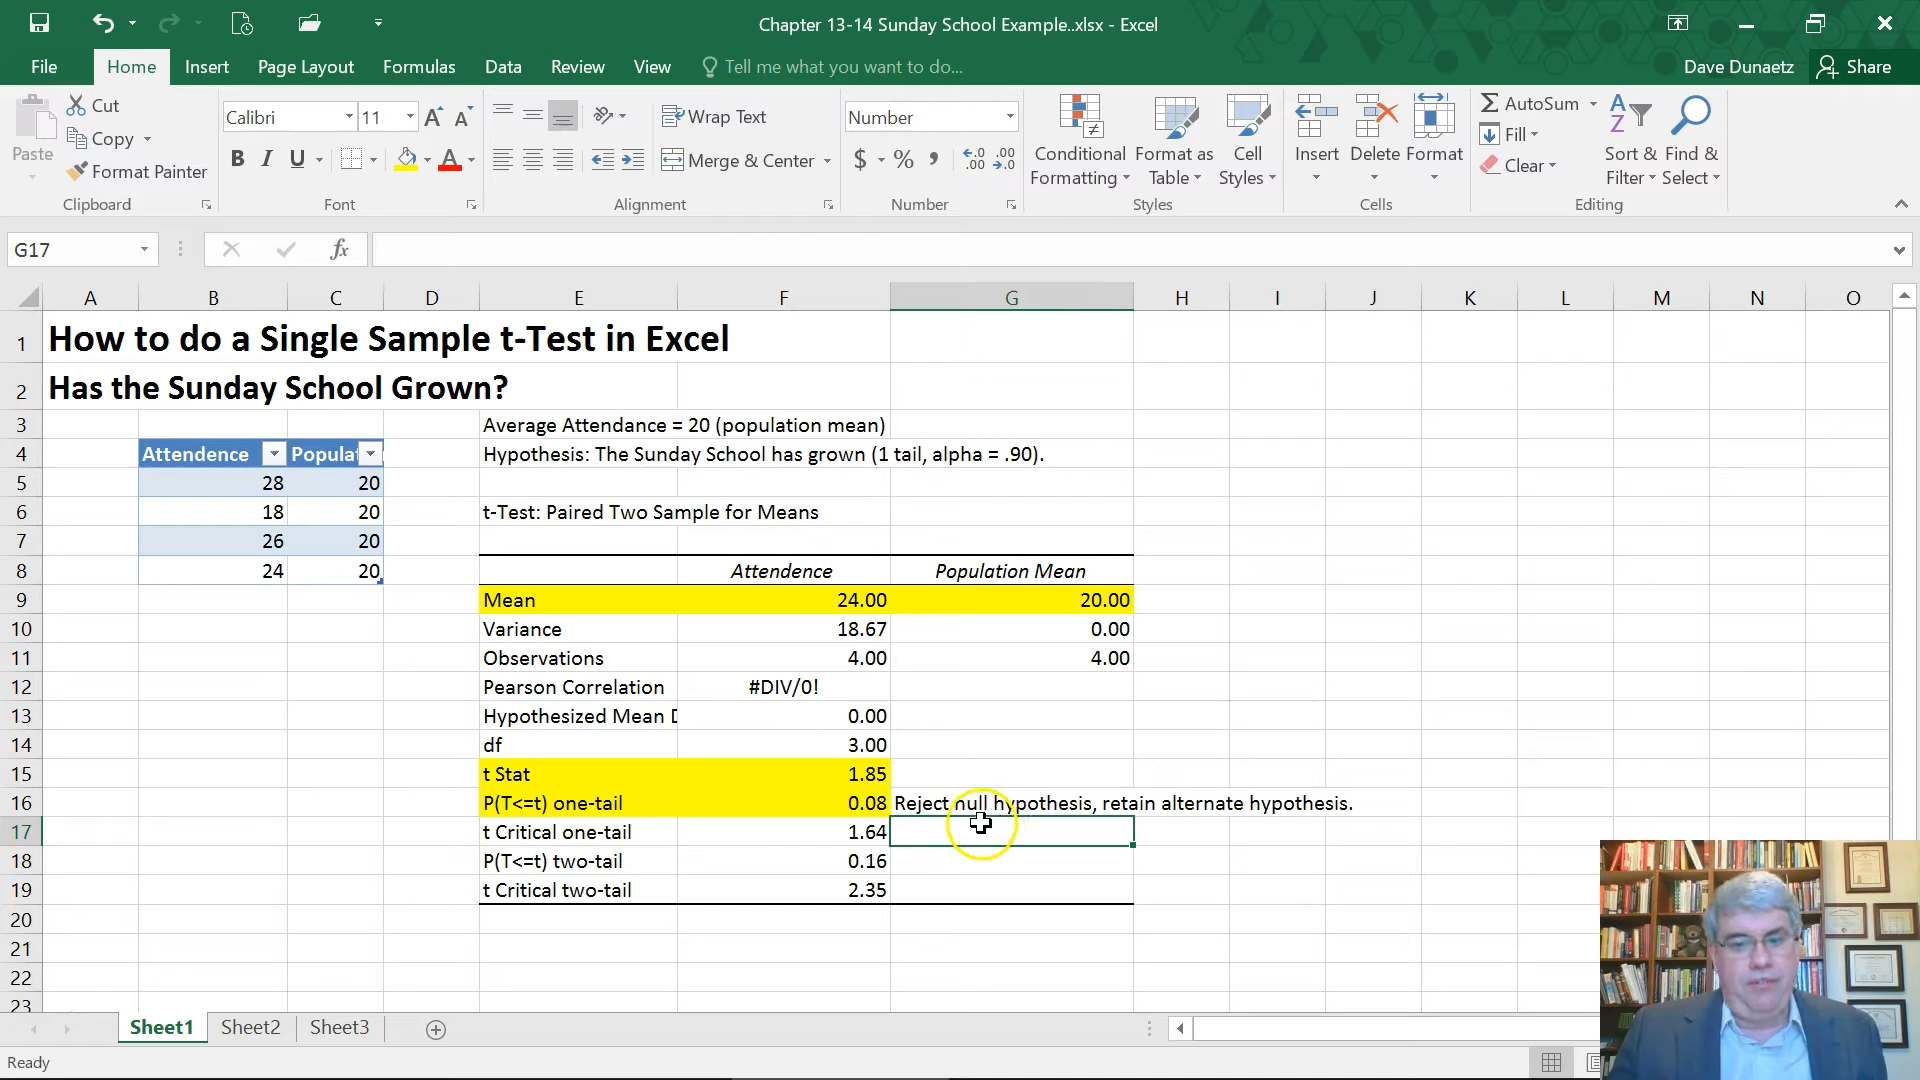 Chapter 13-14 Sunday School Example..xlsx - Excel
File Home Insert Page Layout Formulas Data Review View Tell me what you want to do... Dave Dunaetz Share
Paste Cut Copy Format Painter
Calibri 11
B I U A
Wrap Text
Merge & Center
Number
$ % ,
Conditional Formatting
Format as Table
Cell Styles
Insert Delete Format
AutoSum
Fill
Clear
Sort & Filter
Find & Select
Clipboard Font Alignment Number Styles Cells Editing
G17 fx
A B C D E F G H I J K L M N O
1 How to do a Single Sample t-Test in Excel
2 Has the Sunday School Grown?
3 Average Attendance = 20 (population mean)
4 Attendence Populat Hypothesis: The Sunday School has grown (1 tail, alpha = .90).
5 28 20
6 18 20 t-Test: Paired Two Sample for Means
7 26 20
8 24 20 Attendence Population Mean
9 Mean 24.00 20.00
10 Variance 18.67 0.00
11 Observations 4.00 4.00
12 Pearson Correlation #DIV/0!
13 Hypothesized Mean D 0.00
14 df 3.00
15 t Stat 1.85
16 P(T<=t) one-tail 0.08 Reject null hypothesis, retain alternate hypothesis.
17 t Critical one-tail 1.64
18 P(T<=t) two-tail 0.16
19 t Critical two-tail 2.35
20
21
22
23
Sheet1 Sheet2 Sheet3
Ready